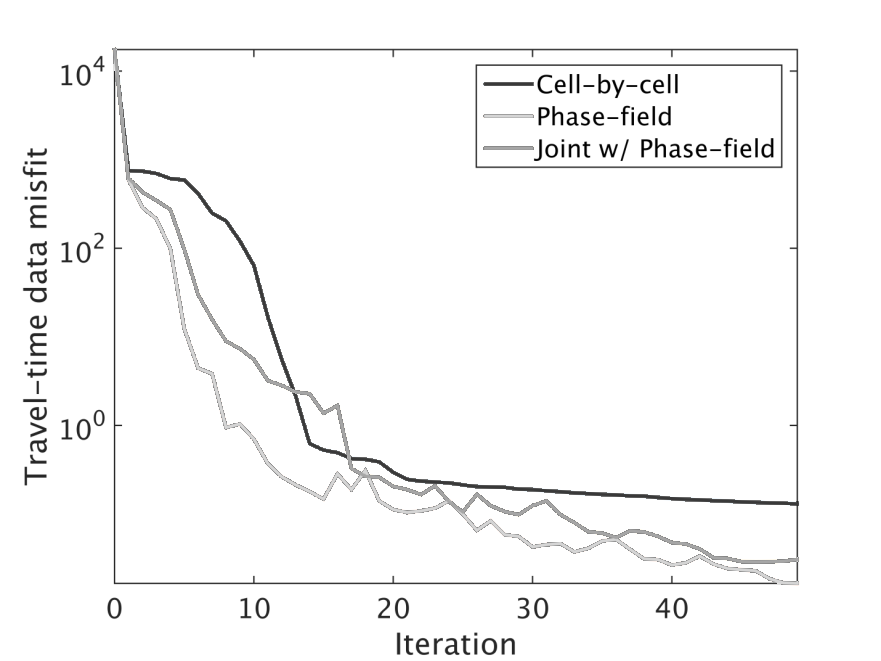 10^4
10^2
10^0
Travel-time data misfit
Cell-by-cell
Phase-field
Joint w/ Phase-field
0 10 20 30 40
Iteration